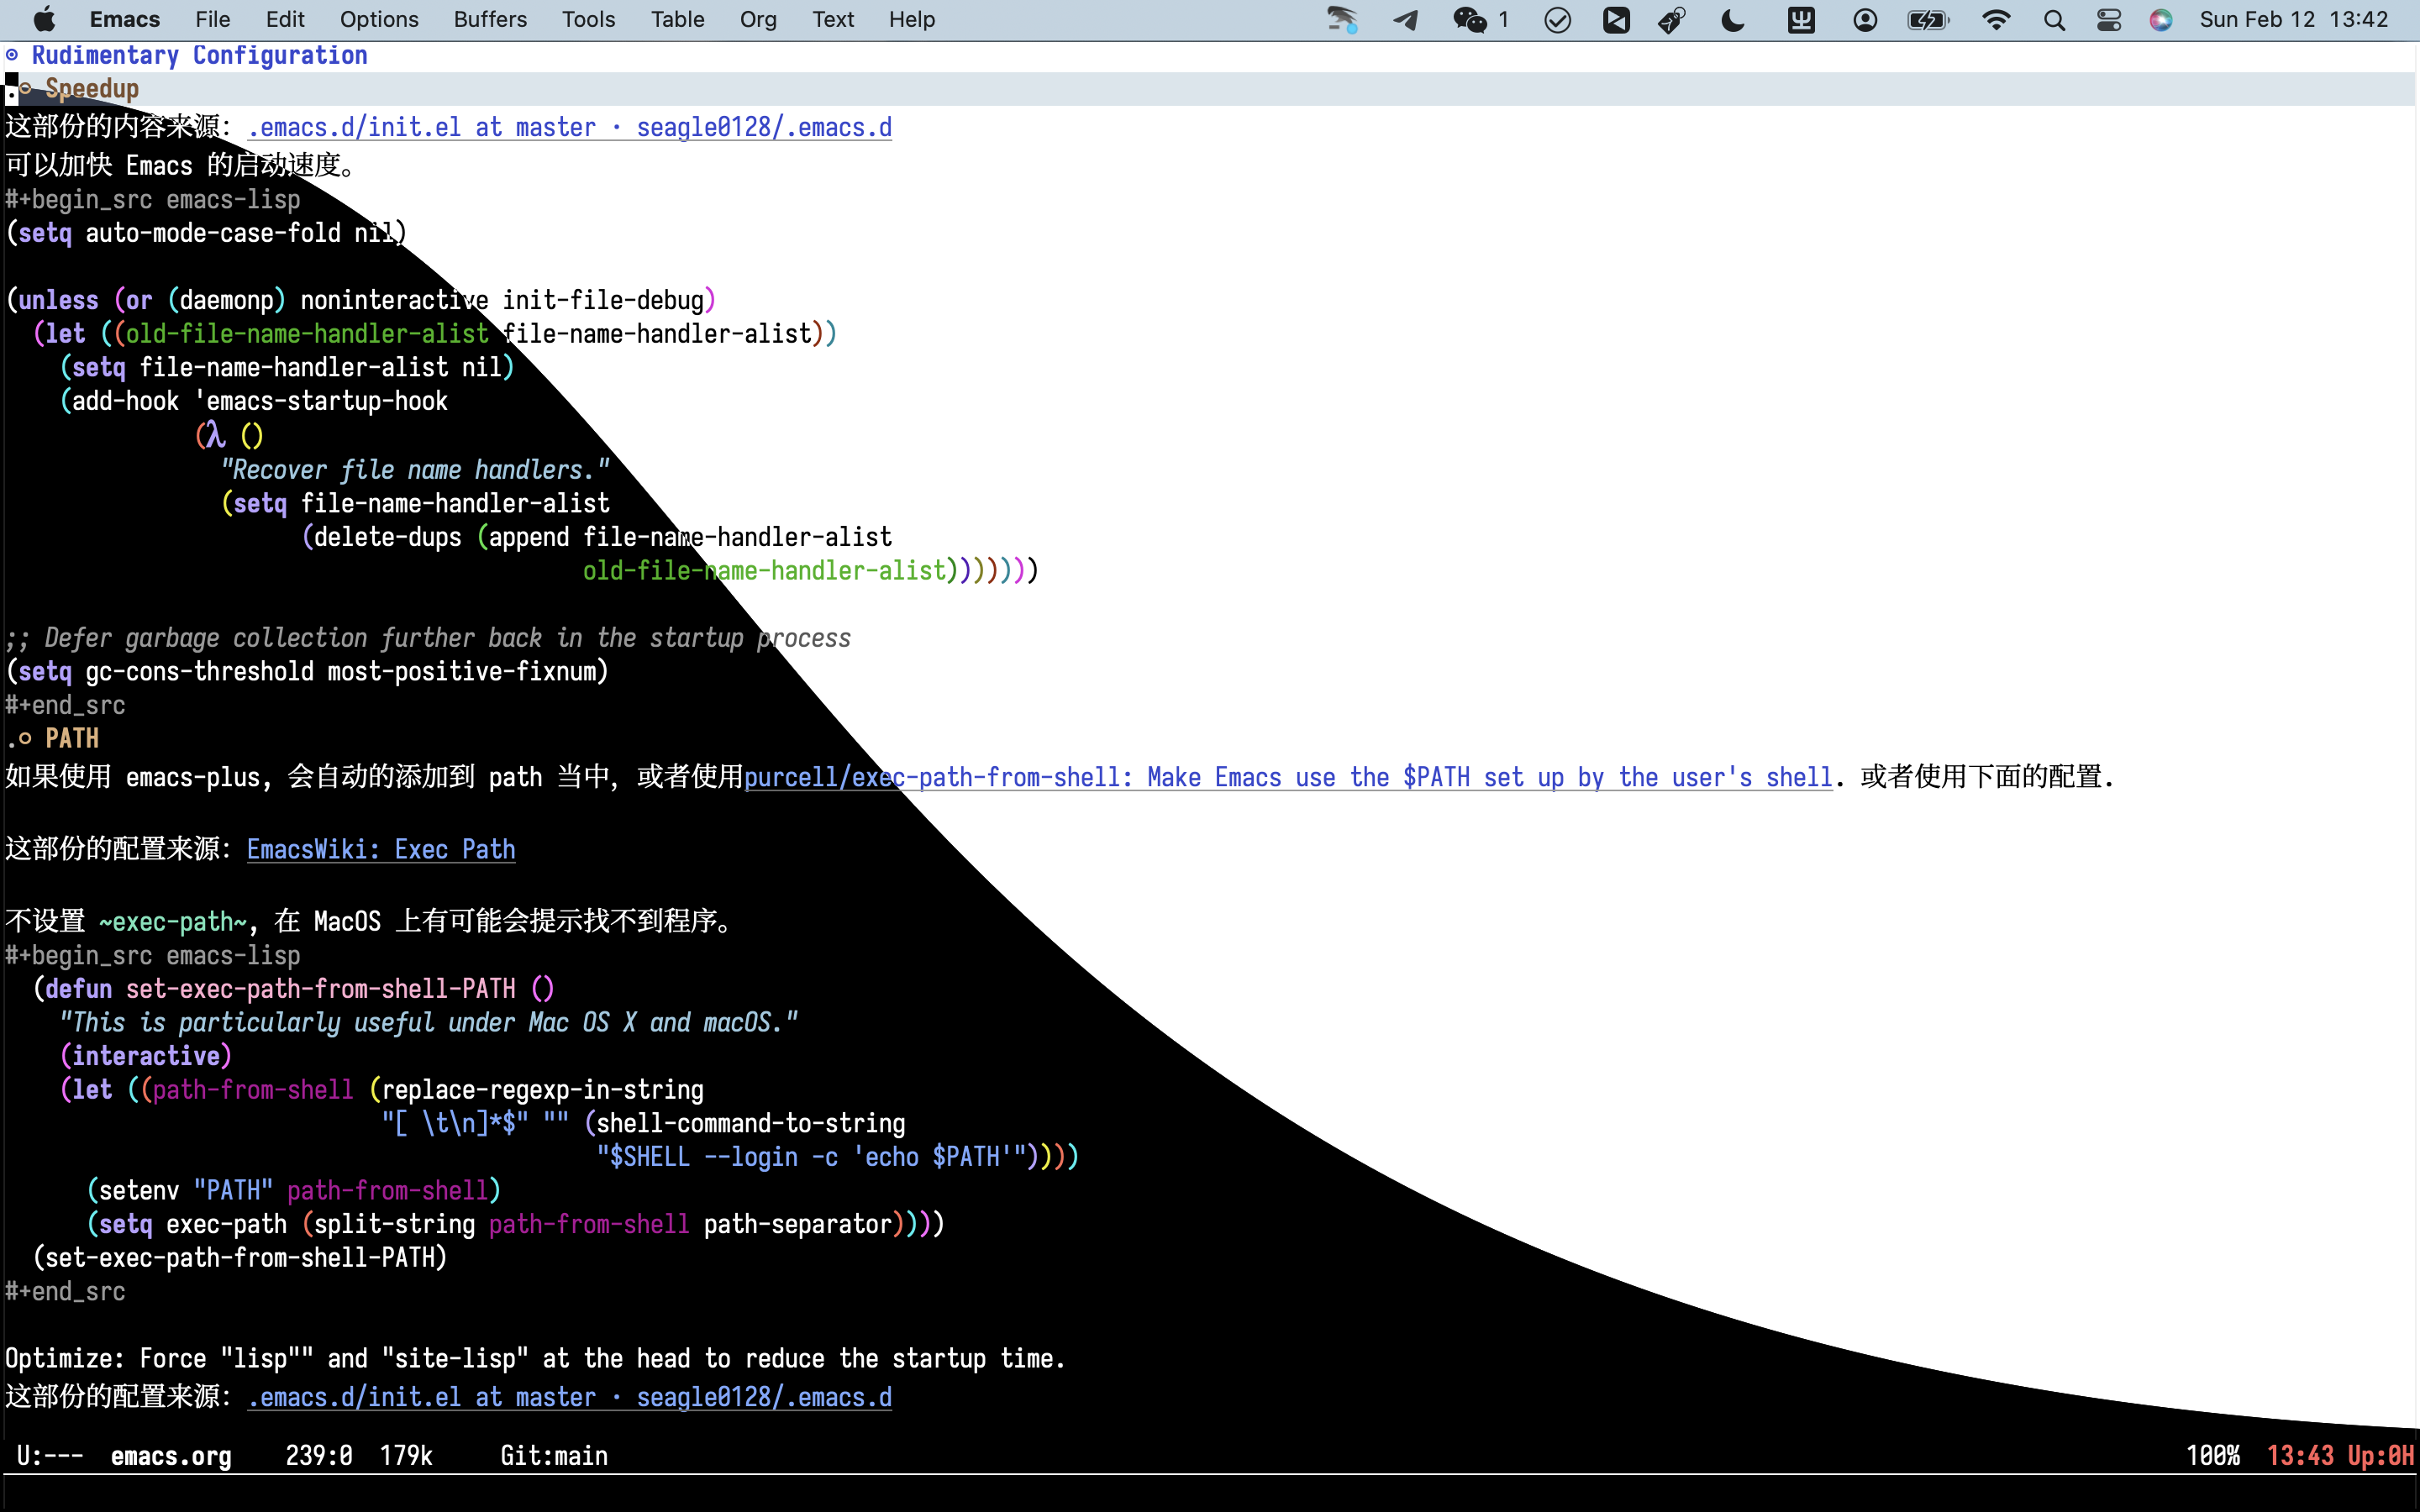 Emacs File Edit Options Buffers Tools Table Org Text Help 1 Sun Feb 12 13:42
Rudimentary Configuration
Speedup
这部份的内容来源: .emacs.d/init.el at master · seagle0128/.emacs.d
可以加快 Emacs 的启动速度。
#+begin_src emacs-lisp
(setq auto-mode-case-fold nil)
(unless (or (daemonp) noninteractive init-file-debug)
(let ((old-file-name-handler-alist file-name-handler-alist))
(setq file-name-handler-alist nil)
(add-hook 'emacs-startup-hook
(λ ()
"Recover file name handlers."
(setq file-name-handler-alist
(delete-dups (append file-name-handler-alist
old-file-name-handler-alist)))))))
;; Defer garbage collection further back in the startup process
(setq gc-cons-threshold most-positive-fixnum)
#+end_src
.○ PATH
如果使用 emacs-plus, 会自动的添加到 path 当中, 或者使用purcell/exec-path-from-shell: Make Emacs use the $PATH set up by the user's shell. 或者使用下面的配置.
这部份的配置来源: EmacsWiki: Exec Path
不设置 ~exec-path~, 在 MacOS 上有可能会提示找不到程序。
#+begin_src emacs-lisp
(defun set-exec-path-from-shell-PATH ()
"This is particularly useful under Mac OS X and macOS."
(interactive)
(let ((path-from-shell (replace-regexp-in-string
"[ \t\n]*$" "" (shell-command-to-string
"$SHELL --login -c 'echo $PATH'"))))
(setenv "PATH" path-from-shell)
(setq exec-path (split-string path-from-shell path-separator))))
(set-exec-path-from-shell-PATH)
#+end_src
Optimize: Force "lisp"" and "site-lisp" at the head to reduce the startup time.
这部份的配置来源: .emacs.d/init.el at master · seagle0128/.emacs.d
U:--- emacs.org 239:0 179k Git:main 100% 13:43 Up:0H